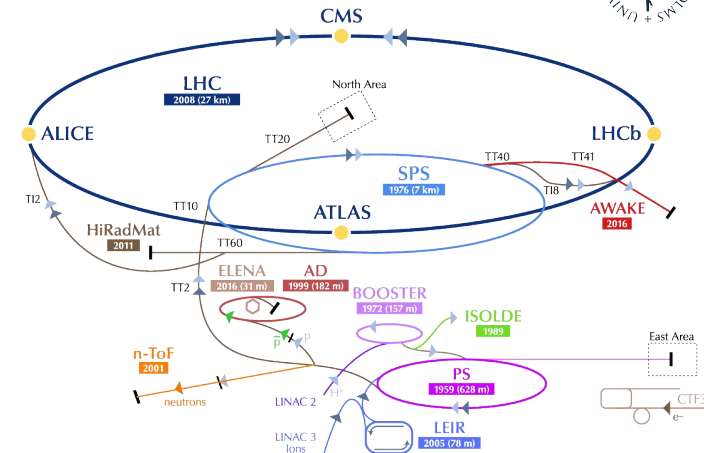 CMS
LHC
2008 (27 km)
North Area
ALICE
LHCb
TT20
TT40
TT41
SPS
1976 (7 km)
TI8
TI2
TT10
ATLAS
AWAKE
2016
HiRadMat
2011
TT60
ELENA
2016 (31 m)
AD
1999 (182 m)
TT2
BOOSTER
1972 (157 m)
ISOLDE
1989
p
p
East Area
n-ToF
2001
PS
1959 (628 m)
neutrons
LINAC 2
H⁻
CTF3
e–
LINAC 3
Ions
LEIR
2005 (78 m)